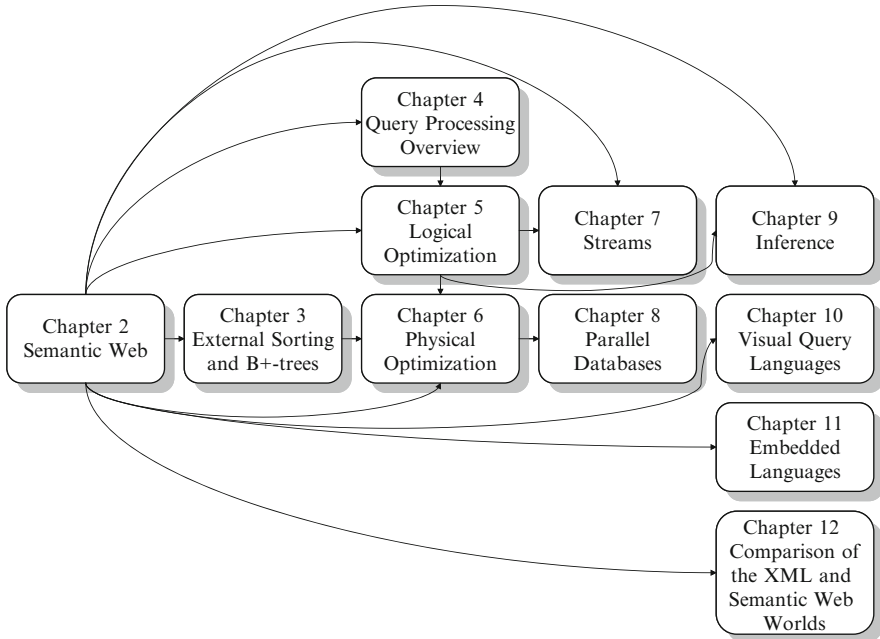 Chapter 4
Query Processing
Overview
Chapter 5
Logical
Optimization
Chapter 7
Streams
Chapter 9
Inference
Chapter 2
Semantic Web
Chapter 3
External Sorting
and B+-trees
Chapter 6
Physical
Optimization
Chapter 8
Parallel
Databases
Chapter 10
Visual Query
Languages
Chapter 11
Embedded
Languages
Chapter 12
Comparison of
the XML and
Semantic Web
Worlds